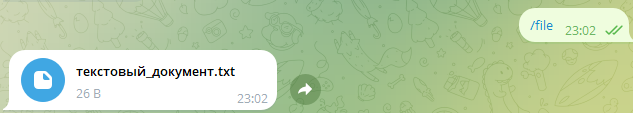 /file 23:02
текстовый_документ.txt
26 B 23:02